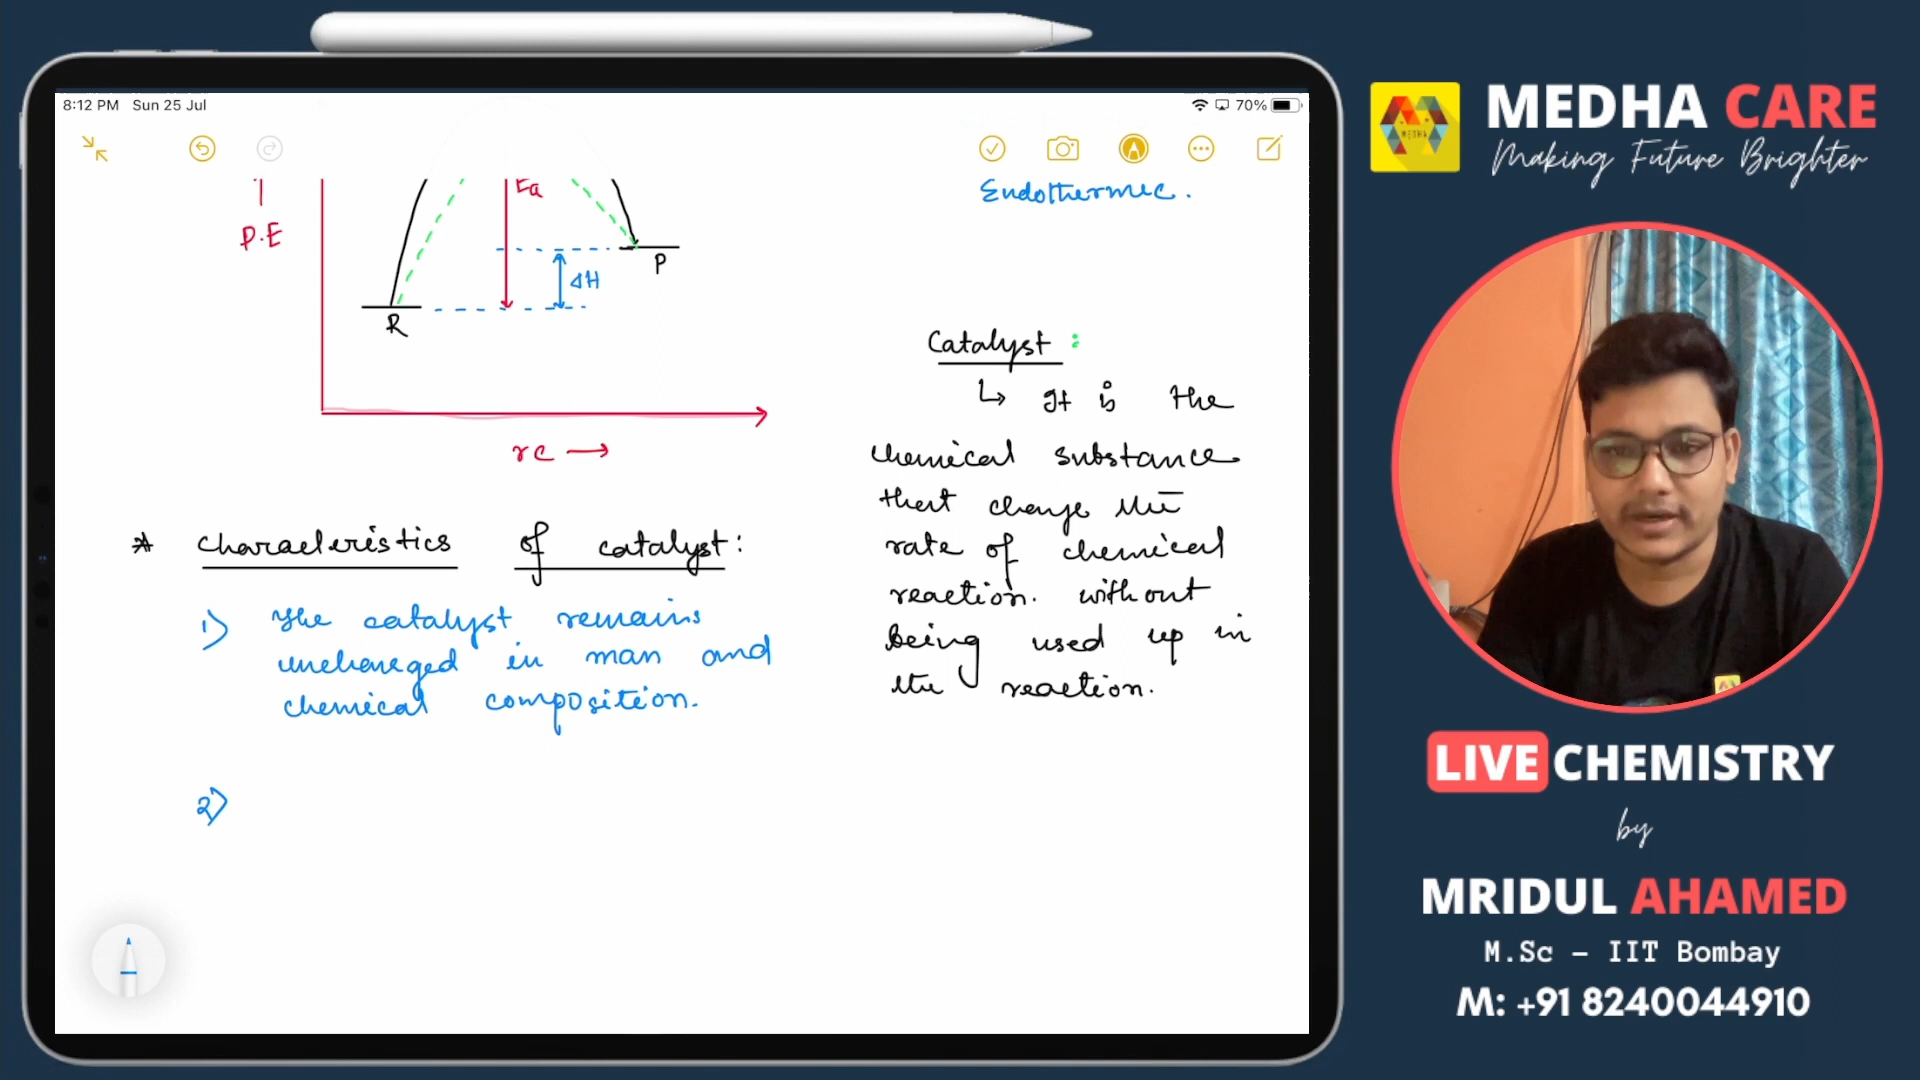 8:12 PM Sun 25 Jul
70%
MEDHA CARE
Making Future Brighter
MEDHA
Endothermic.
Ea
P.E
P
ΔH
R
rc →
Catalyst :
↳ It is the
chemical substance
that change the
rate of chemical
reaction. without
being used up in
the reaction.
* Characteristics of catalyst:
1) The catalyst remains
unchanged in mass and
chemical composition.
2)
LIVE CHEMISTRY
by
MRIDUL AHAMED
M.Sc - IIT Bombay
M: +91 8240044910